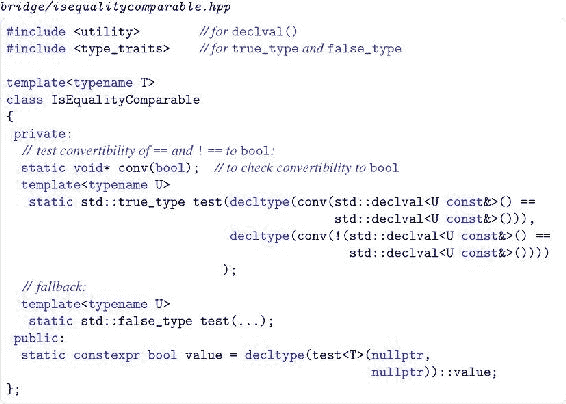 bridge/isequalitycomparable.hpp
#include <utility> // for declval()
#include <type_traits> // for true_type and false_type
template<typename T>
class IsEqualityComparable
{
private:
// test convertibility of == and ! == to bool:
static void* conv(bool); // to check convertibility to bool
template<typename U>
static std::true_type test(decltype(conv(std::declval<U const&>() ==
std::declval<U const&>())),
decltype(conv(!(std::declval<U const&>() ==
std::declval<U const&>())))
);
// fallback:
template<typename U>
static std::false_type test(...);
public:
static constexpr bool value = decltype(test<T>(nullptr,
nullptr))::value;
};